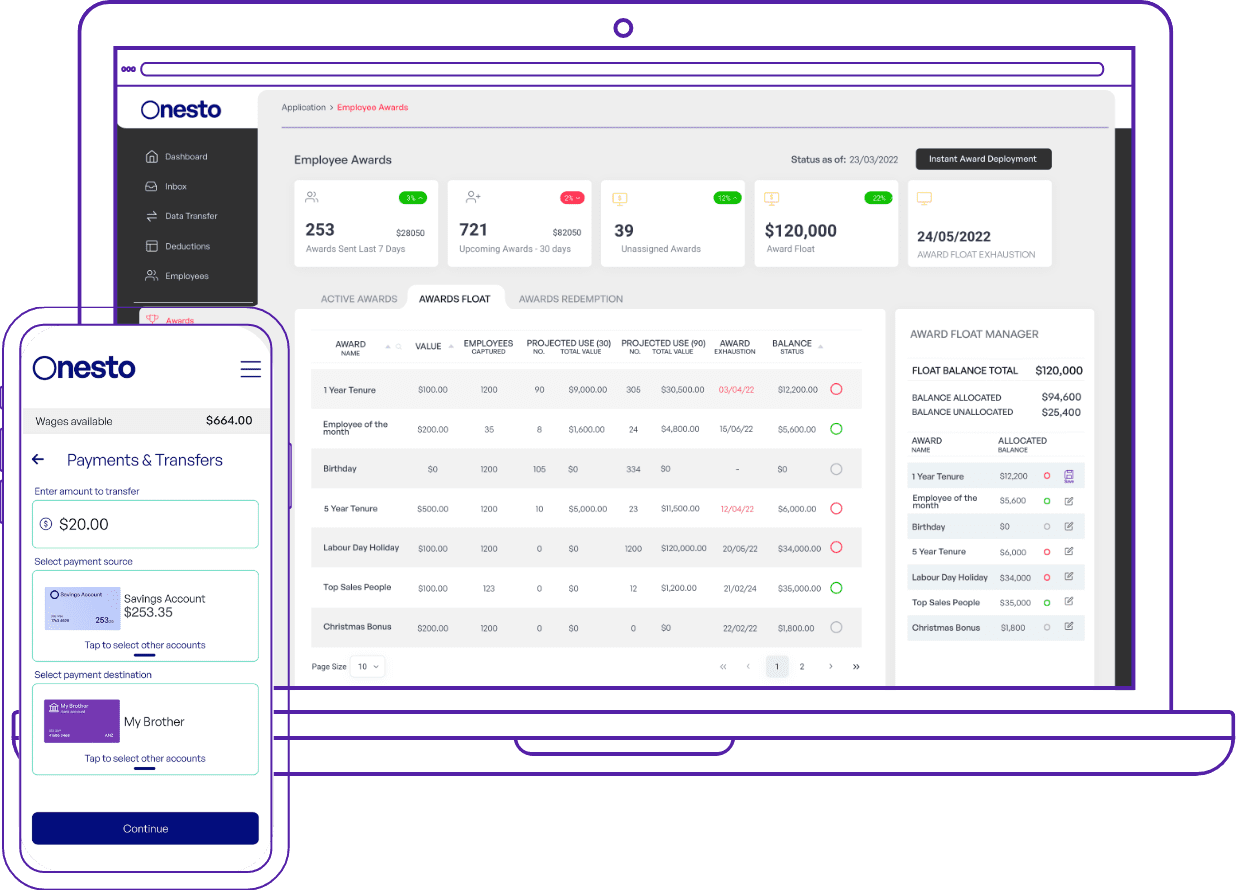 Onesto
Application > Employee Awards
Dashboard
Inbox
Data Transfer
Deductions
Employees
Awards
Employee Awards
Status as of: 23/03/2022
Instant Award Deployment
3%
253
$28050
Awards Sent Last 7 Days
2%
721
$82050
Upcoming Awards - 30 days
12%
39
Unassigned Awards
22%
$120,000
Award Float
24/05/2022
AWARD FLOAT EXHAUSTION
ACTIVE AWARDS AWARDS FLOAT AWARDS REDEMPTION
AWARD VALUE EMPLOYEES PROJECTED USE (30) PROJECTED USE (90) AWARD BALANCE
NAME CAPTURED NO. TOTAL VALUE NO. TOTAL VALUE EXHAUSTION STATUS
1 Year Tenure $100.00 1200 90 $9,000.00 305 $30,500.00 03/04/22 $12,200.00
Employee of the
month $200.00 35 8 $1,600.00 24 $4,800.00 15/06/22 $5,600.00
Birthday $0 1200 105 $0 334 $0 - $0
5 Year Tenure $500.00 1200 10 $5,000.00 23 $11,500.00 12/04/22 $6,000.00
Labour Day Holiday $100.00 1200 0 $0 1200 $120,000.00 20/05/22 $34,000.00
Top Sales People $100.00 123 0 $0 12 $1,200.00 21/02/24 $35,000.00
Christmas Bonus $200.00 1200 0 $0 0 $0 22/02/22 $1,800.00
Page Size 10
« ‹ 1 2 › »
AWARD FLOAT MANAGER
FLOAT BALANCE TOTAL $120,000
BALANCE ALLOCATED $94,600
BALANCE UNALLOCATED $25,400
AWARD ALLOCATED
NAME BALANCE
1 Year Tenure $12,200
Save
Employee of the
month $5,600
Birthday $0
5 Year Tenure $6,000
Labour Day Holiday $34,000
Top Sales People $35,000
Christmas Bonus $1,800
Onesto
Wages available $664.00
Payments & Transfers
Enter amount to transfer
$20.00
Select payment source
Savings Account
253
Savings Account
$253.35
Tap to select other accounts
Select payment destination
My Brother
ANZ
My Brother
Tap to select other accounts
Continue